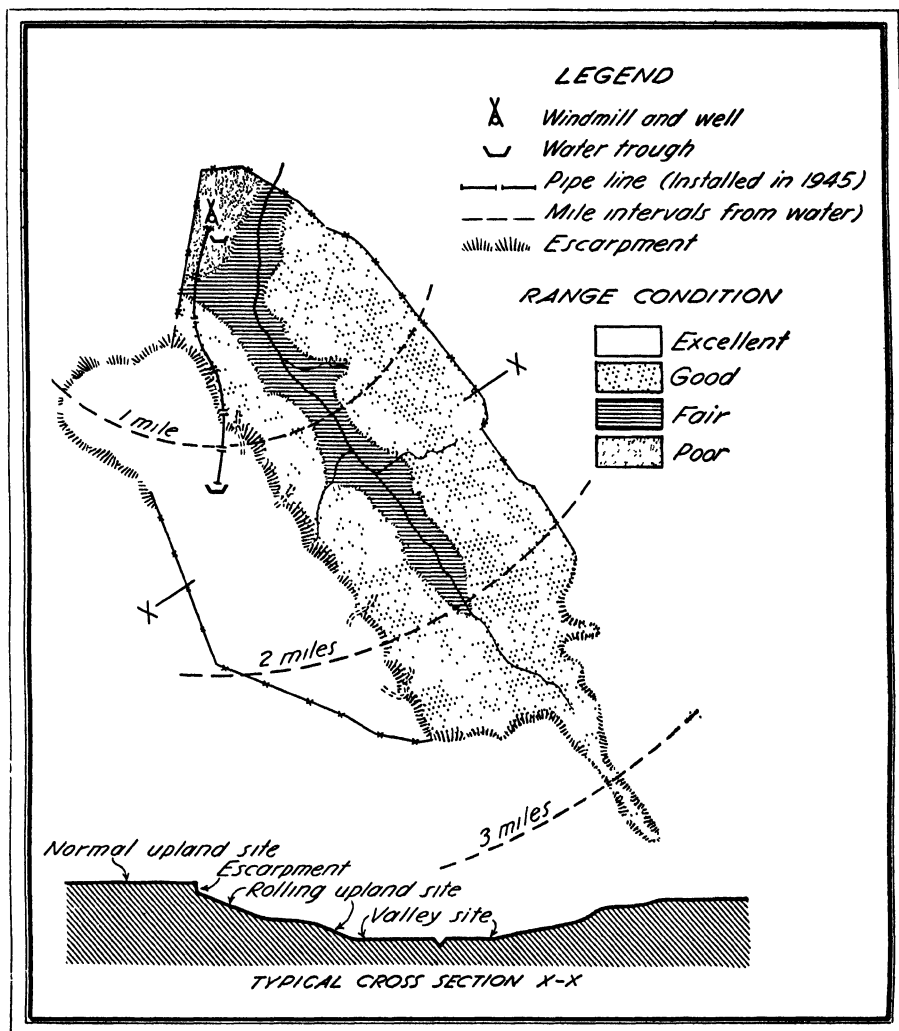 LEGEND
Windmill and well
Water trough
Pipe line (Installed in 1945)
Mile intervals from water)
Escarpment
RANGE CONDITION
Excellent
Good
Fair
Poor
X
1 mile
X
2 miles
3 miles
Normal upland site
Escarpment
Rolling upland site
Valley site
TYPICAL CROSS SECTION X-X